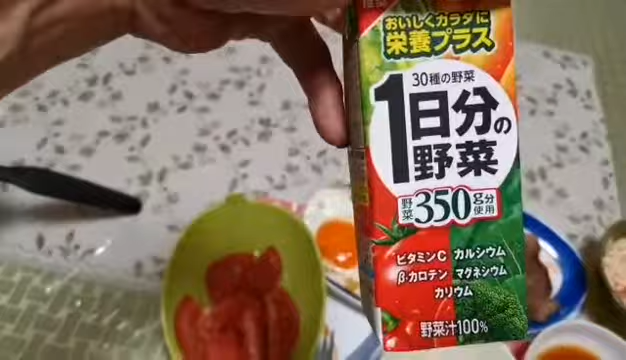 おいしくカラダに
栄養プラス
30種の野菜
1日分の
野菜
野菜350g分使用
ビタミンC カルシウム
β-カロテン マグネシウム
カリウム
野菜汁100%